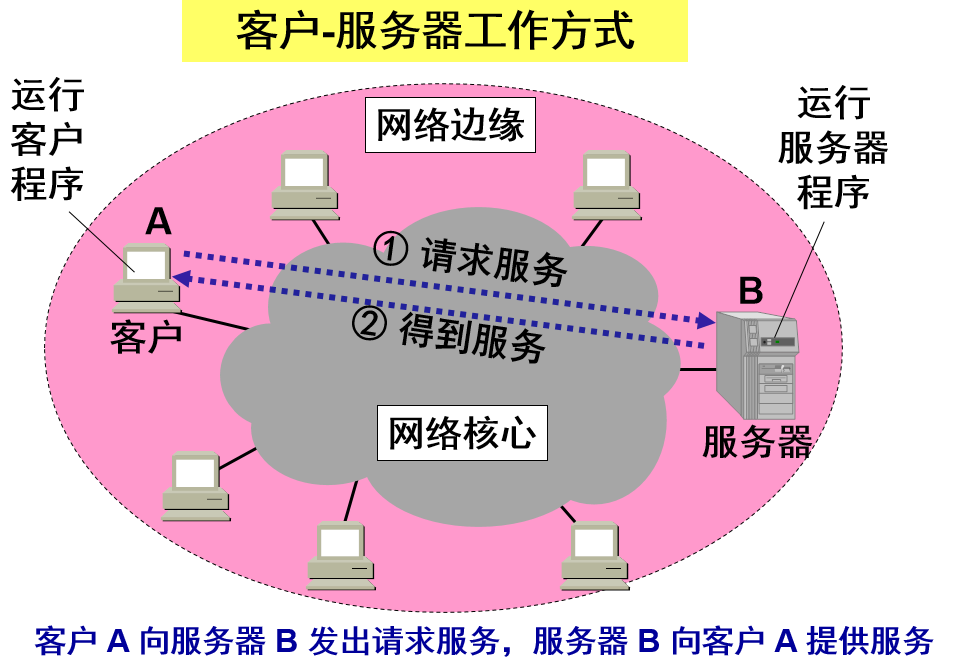 客户-服务器工作方式
运行
客户
程序
网络边缘
运行
服务器
程序
A
① 请求服务
B
客户
② 得到服务
网络核心
服务器
客户 A 向服务器 B 发出请求服务，服务器 B 向客户 A 提供服务